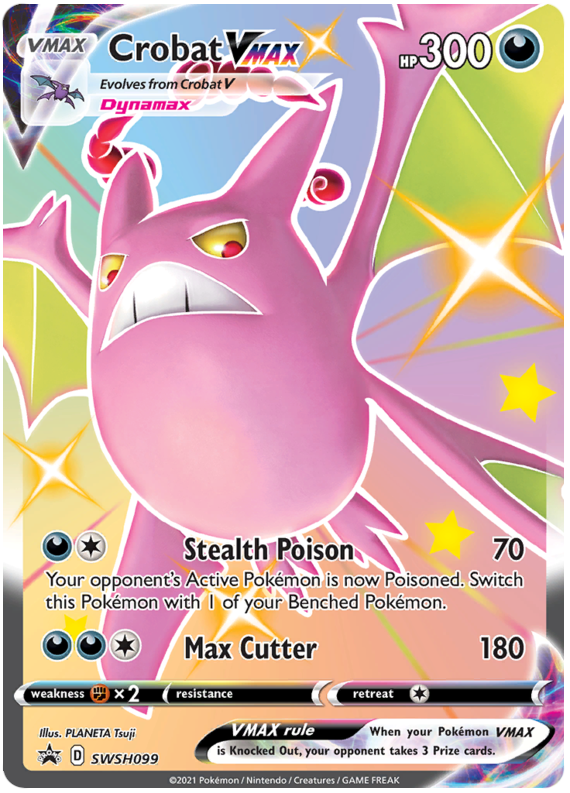 VMAX
Crobat VMAX
HP300
Evolves from Crobat V
Dynamax
Stealth Poison 70
Your opponent's Active Pokémon is now Poisoned. Switch
this Pokémon with 1 of your Benched Pokémon.
Max Cutter 180
weakness ×2 resistance retreat
Illus. PLANETA Tsuji
VMAX rule When your Pokémon VMAX
is Knocked Out, your opponent takes 3 Prize cards.
D SWSH099
©2021 Pokémon / Nintendo / Creatures / GAME FREAK